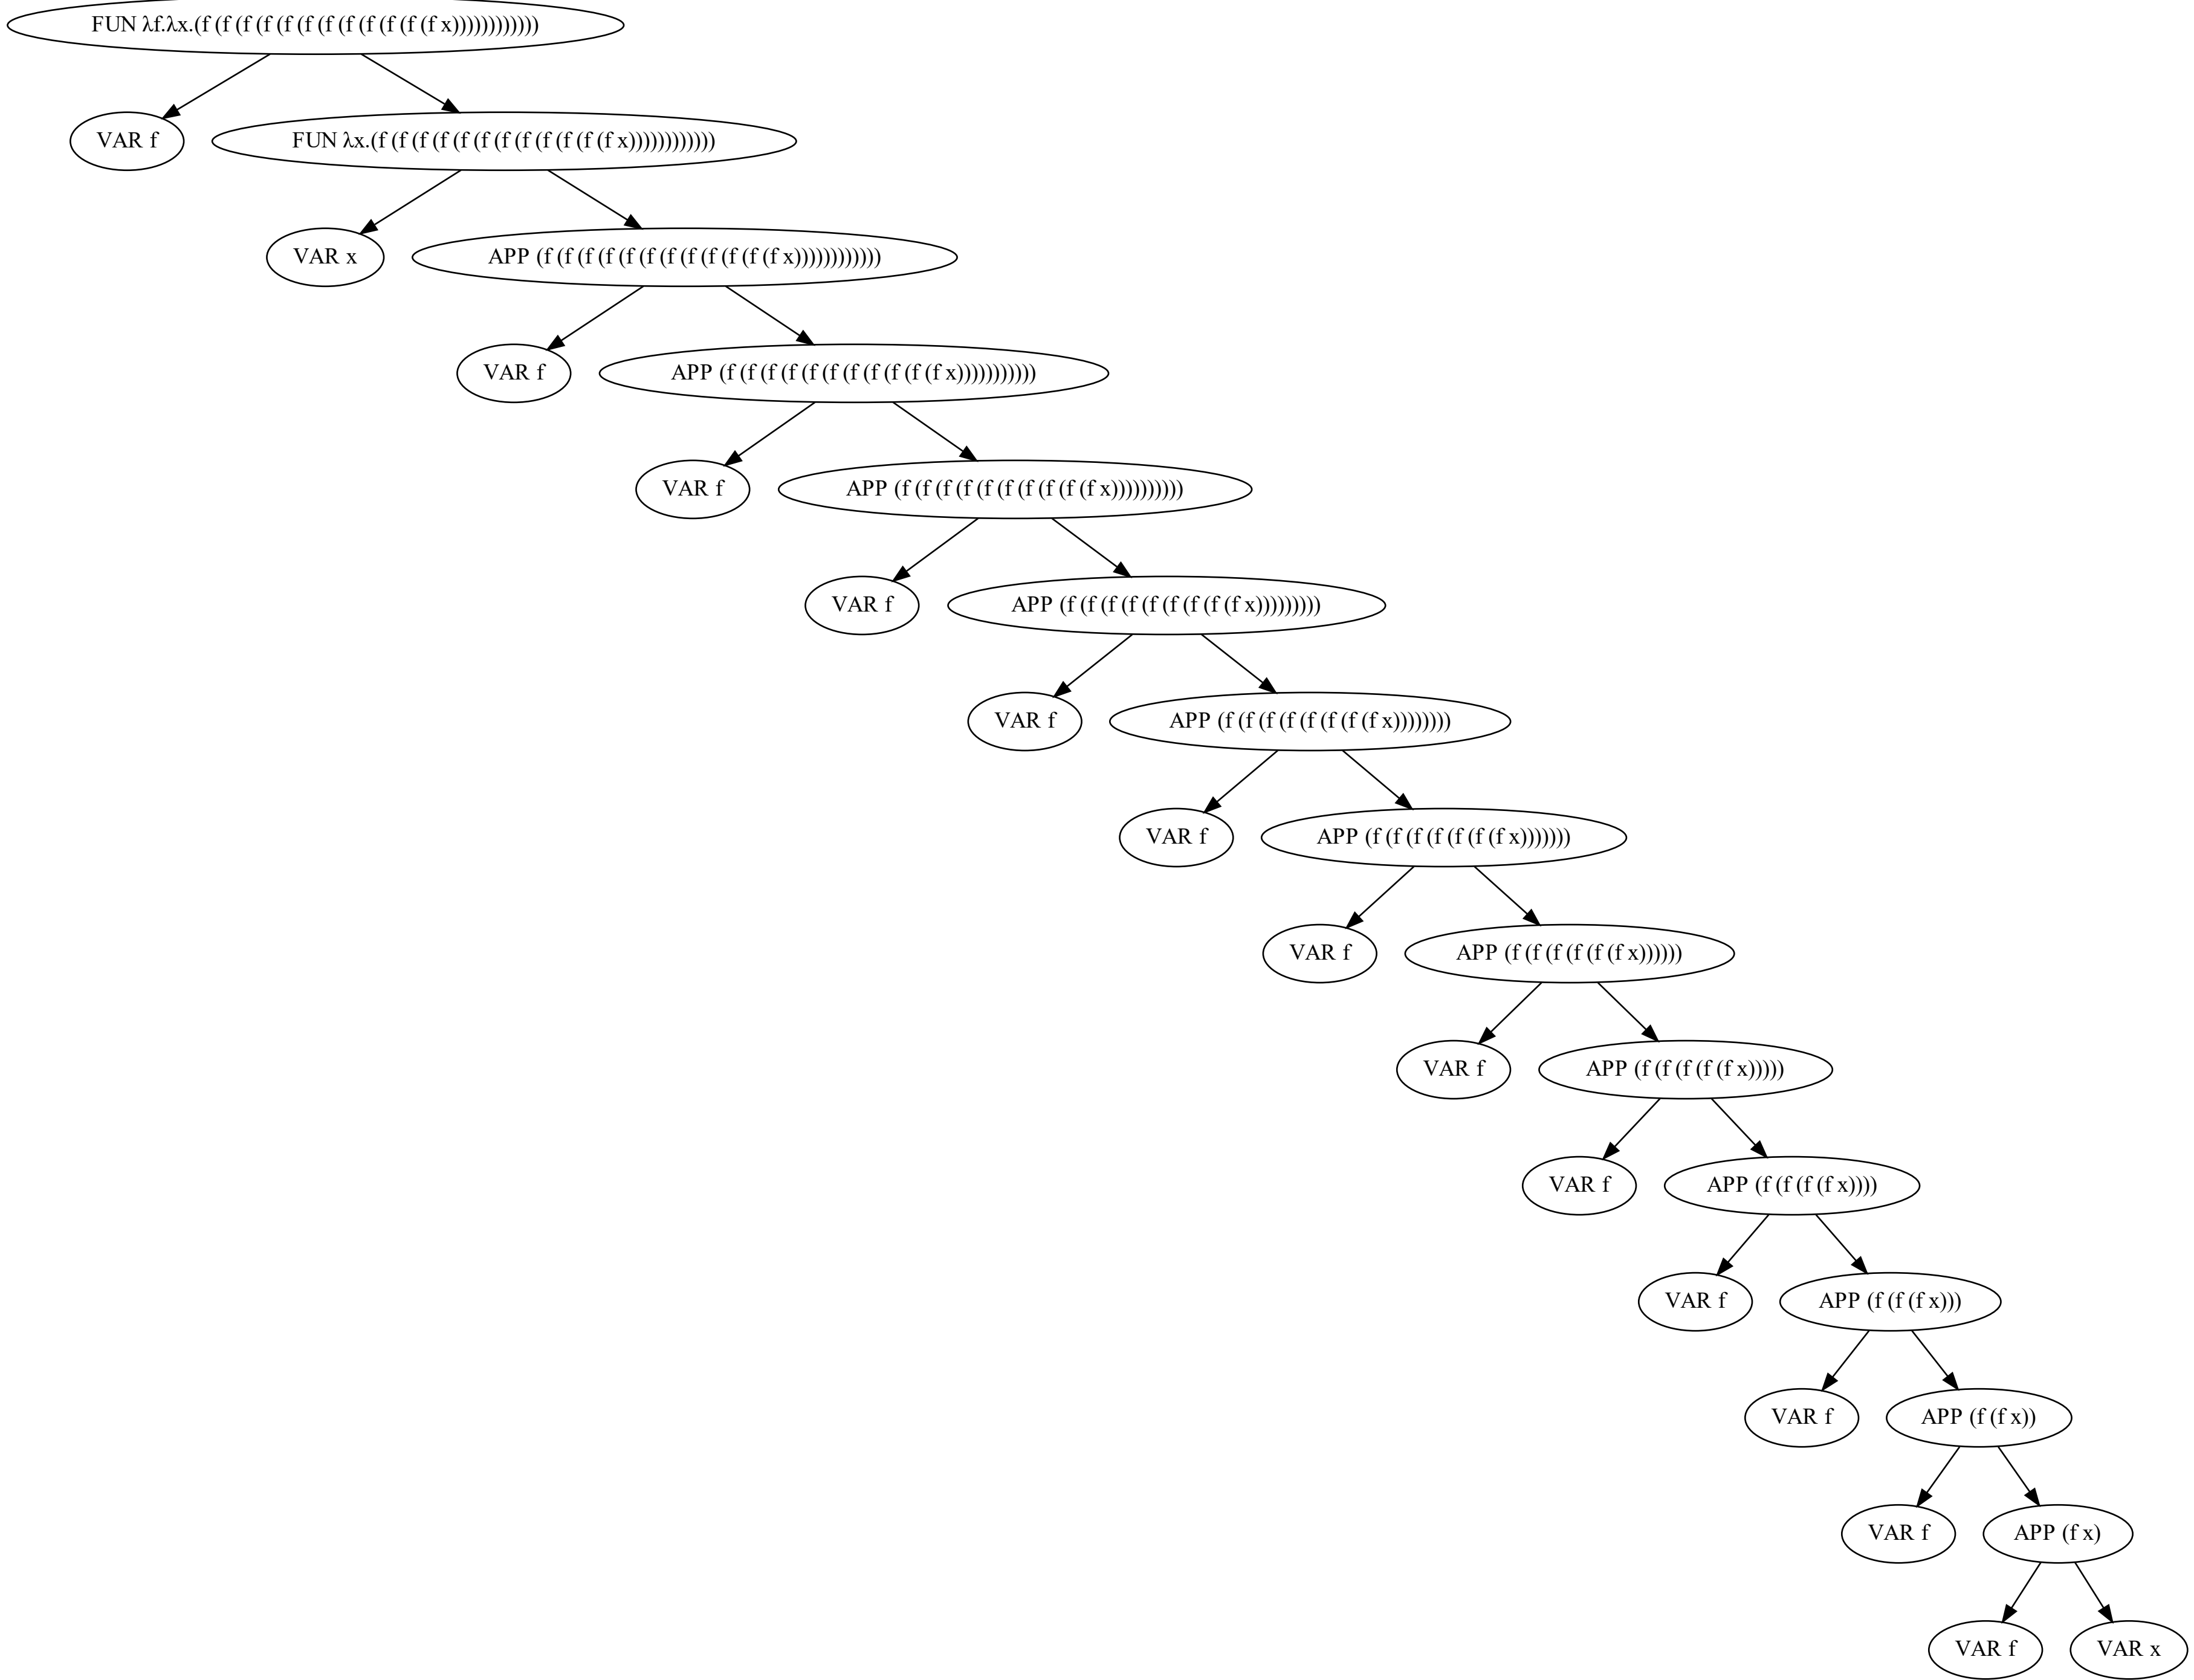 FUN λf.λx.(f (f (f (f (f (f (f (f (f (f (f (f x))))))))))))
VAR f
FUN λx.(f (f (f (f (f (f (f (f (f (f (f (f x))))))))))))
VAR x
APP (f (f (f (f (f (f (f (f (f (f (f (f x))))))))))))
VAR f
APP (f (f (f (f (f (f (f (f (f (f (f x)))))))))))
VAR f
APP (f (f (f (f (f (f (f (f (f (f x))))))))))
VAR f
APP (f (f (f (f (f (f (f (f (f x)))))))))
VAR f
APP (f (f (f (f (f (f (f (f x))))))))
VAR f
APP (f (f (f (f (f (f (f x)))))))
VAR f
APP (f (f (f (f (f (f x))))))
VAR f
APP (f (f (f (f (f x)))))
VAR f
APP (f (f (f (f x))))
VAR f
APP (f (f (f x)))
VAR f
APP (f (f x))
VAR f
APP (f x)
VAR f
VAR x